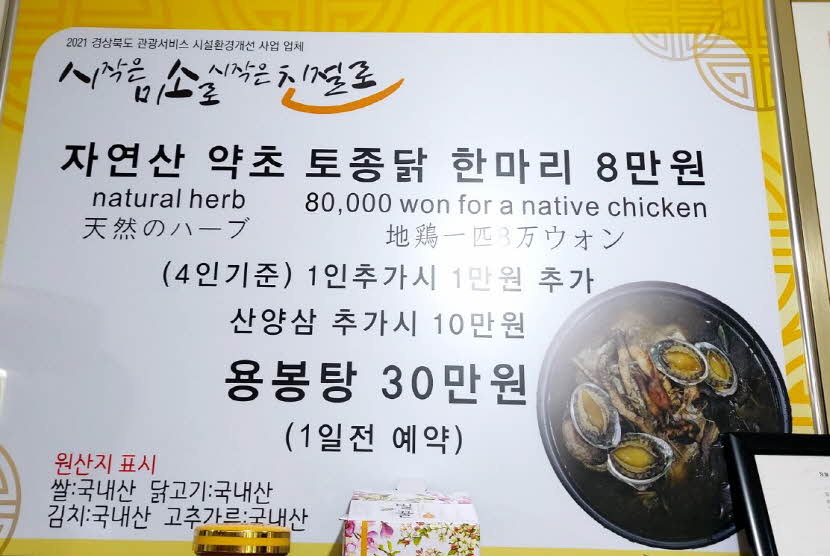 2021 경상북도 관광서비스 시설환경개선 사업 업체
시작은 미소로 시작은 친절로
자연산 약초 토종닭 한마리 8만원
natural herb 80,000 won for a native chicken
天然のハーブ 地鶏一匹8万ウォン
(4인기준) 1인추가시 1만원 추가
산양삼 추가시 10만원
용봉탕 30만원
(1일전 예약)
원산지 표시
쌀:국내산 닭고기:국내산
김치:국내산 고추가루:국내산